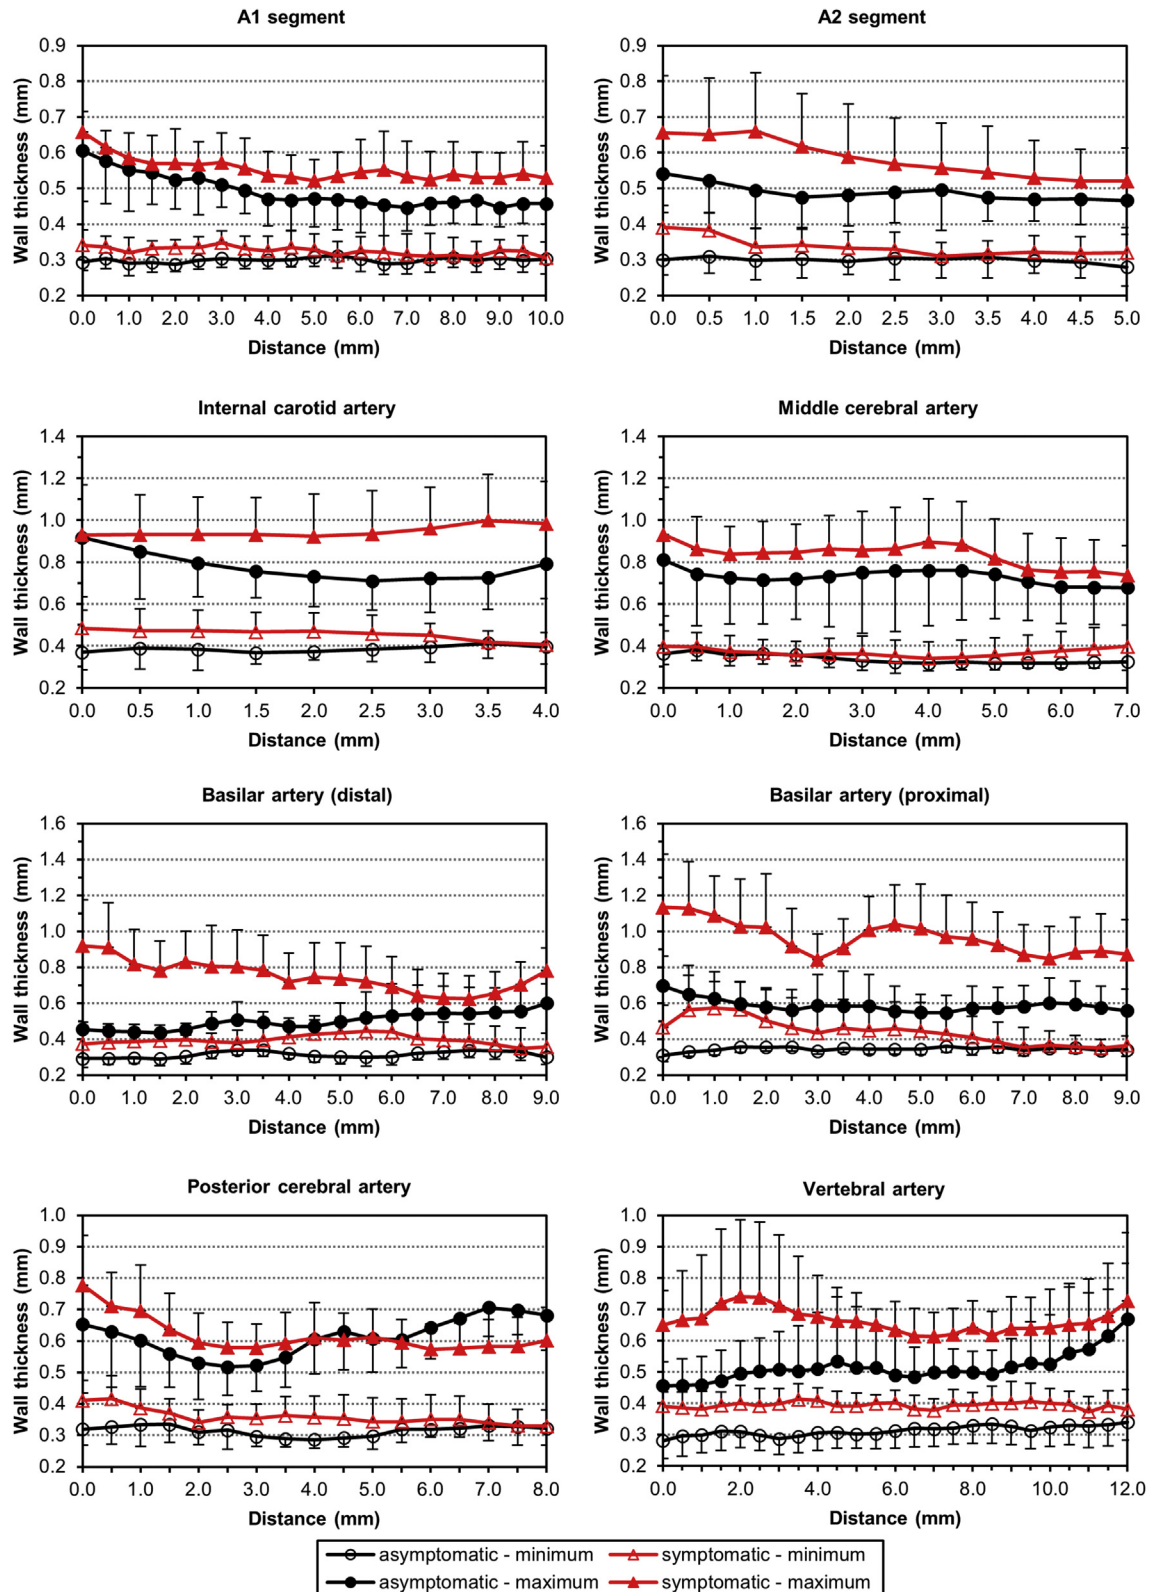 A1 segment
A2 segment
Wall thickness (mm)
0.9
0.8
0.7
0.6
0.5
0.4
0.3
0.2
0.0 1.0 2.0 3.0 4.0 5.0 6.0 7.0 8.0 9.0 10.0
Distance (mm)
Wall thickness (mm)
0.9
0.8
0.7
0.6
0.5
0.4
0.3
0.2
0.0 0.5 1.0 1.5 2.0 2.5 3.0 3.5 4.0 4.5 5.0
Distance (mm)
Internal carotid artery
Middle cerebral artery
Wall thickness (mm)
1.4
1.2
1.0
0.8
0.6
0.4
0.2
0.0 0.5 1.0 1.5 2.0 2.5 3.0 3.5 4.0
Distance (mm)
Wall thickness (mm)
1.4
1.2
1.0
0.8
0.6
0.4
0.2
0.0 1.0 2.0 3.0 4.0 5.0 6.0 7.0
Distance (mm)
Basilar artery (distal)
Basilar artery (proximal)
Wall thickness (mm)
1.6
1.4
1.2
1.0
0.8
0.6
0.4
0.2
0.0 1.0 2.0 3.0 4.0 5.0 6.0 7.0 8.0 9.0
Distance (mm)
Wall thickness (mm)
1.6
1.4
1.2
1.0
0.8
0.6
0.4
0.2
0.0 1.0 2.0 3.0 4.0 5.0 6.0 7.0 8.0 9.0
Distance (mm)
Posterior cerebral artery
Vertebral artery
Wall thickness (mm)
1.0
0.9
0.8
0.7
0.6
0.5
0.4
0.3
0.2
0.0 1.0 2.0 3.0 4.0 5.0 6.0 7.0 8.0
Distance (mm)
Wall thickness (mm)
1.0
0.9
0.8
0.7
0.6
0.5
0.4
0.3
0.2
0.0 2.0 4.0 6.0 8.0 10.0 12.0
Distance (mm)
asymptomatic - minimum symptomatic - minimum
asymptomatic - maximum symptomatic - maximum